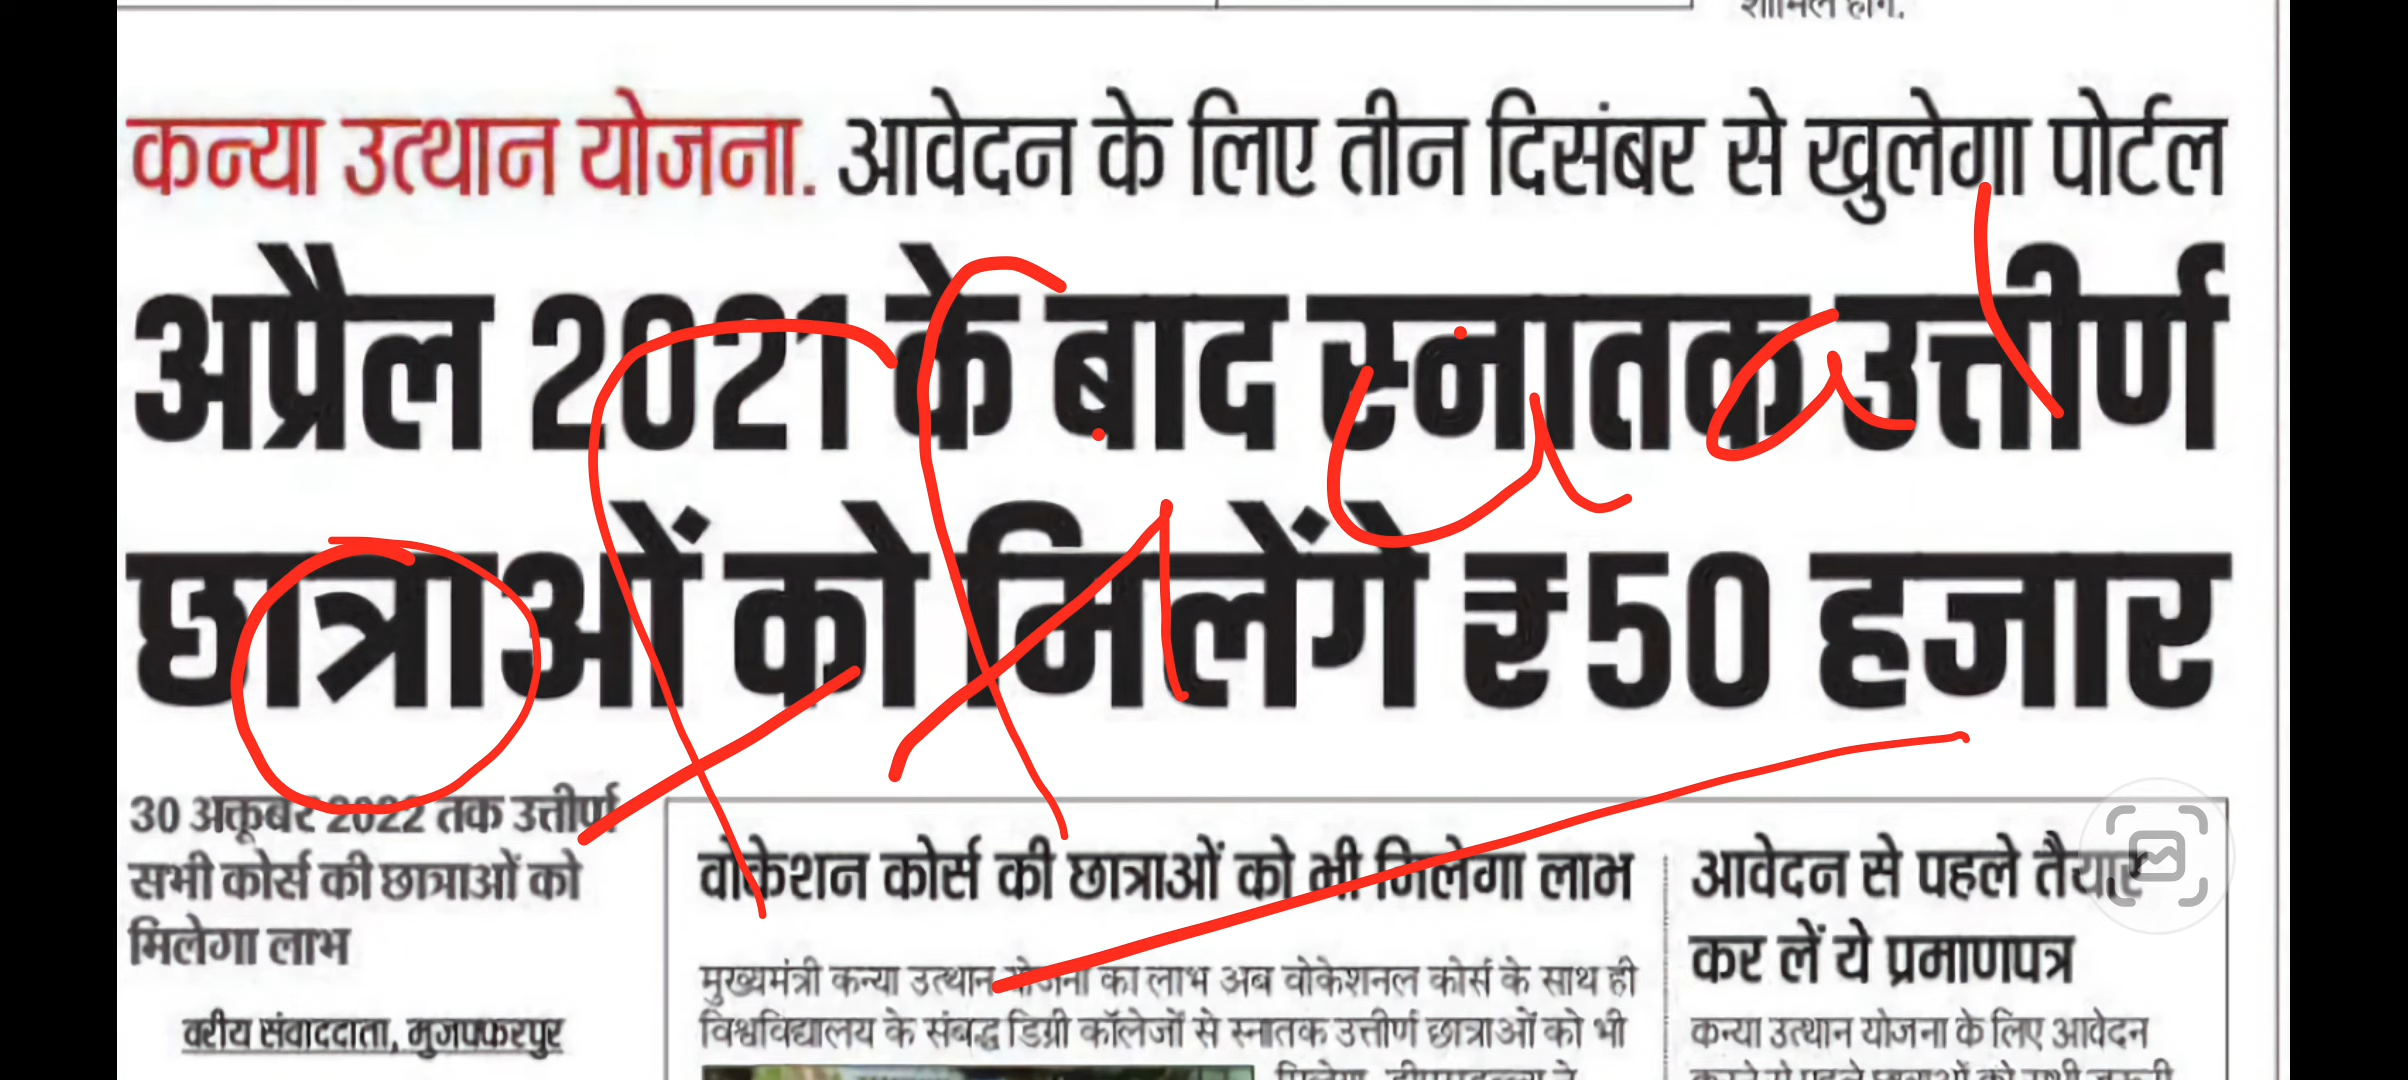 शामिल होंगे.
कन्या उत्थान योजना. आवेदन के लिए तीन दिसंबर से खुलेगा पोर्टल
अप्रैल 2021 के बाद स्नातक उत्तीर्ण
छात्राओं को मिलेंगे ₹50 हजार
30 अक्तूबर 2022 तक उत्तीर्ण
सभी कोर्स की छात्राओं को
मिलेगा लाभ
वरीय संवाददाता, मुजफ्फरपुर
वोकेशन कोर्स की छात्राओं को भी मिलेगा लाभ
मुख्यमंत्री कन्या उत्थान योजना का लाभ अब वोकेशनल कोर्स के साथ ही
विश्वविद्यालय के संबद्ध डिग्री कॉलेजों से स्नातक उत्तीर्ण छात्राओं को भी
आवेदन से पहले तैयार
कर लें ये प्रमाणपत्र
कन्या उत्थान योजना के लिए आवेदन